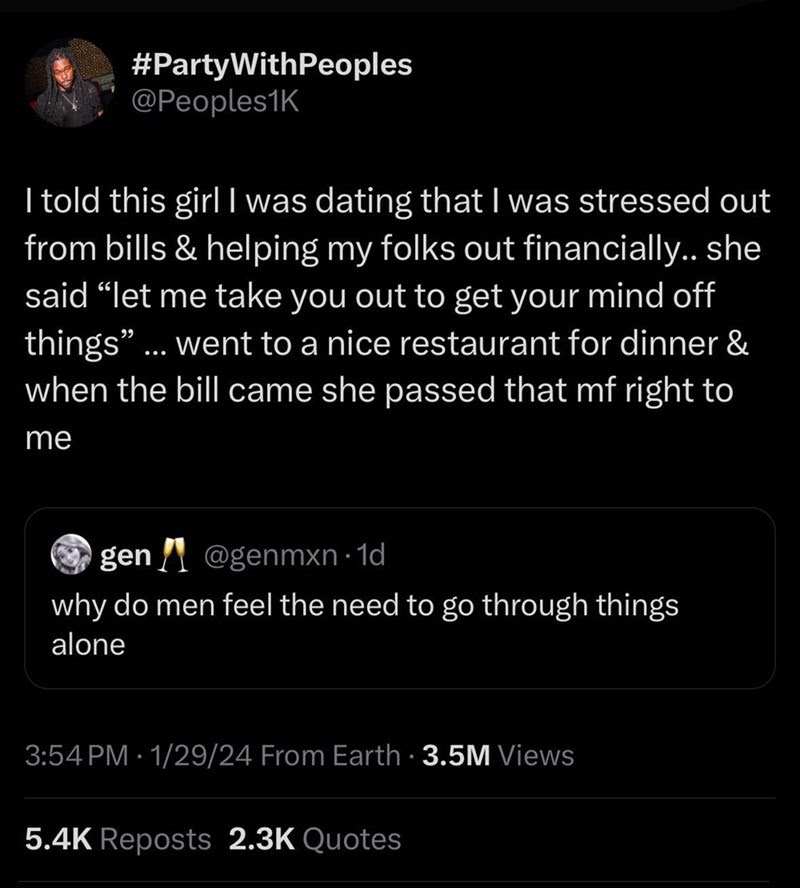 #PartyWithPeoples
@Peoples1K
I told this girl I was dating that I was stressed out
from bills & helping my folks out financially.. she
said “let me take you out to get your mind off
things” ... went to a nice restaurant for dinner &
when the bill came she passed that mf right to
me
gen 🥂 @genmxn · 1d
why do men feel the need to go through things
alone
3:54 PM · 1/29/24 From Earth · 3.5M Views
5.4K Reposts 2.3K Quotes